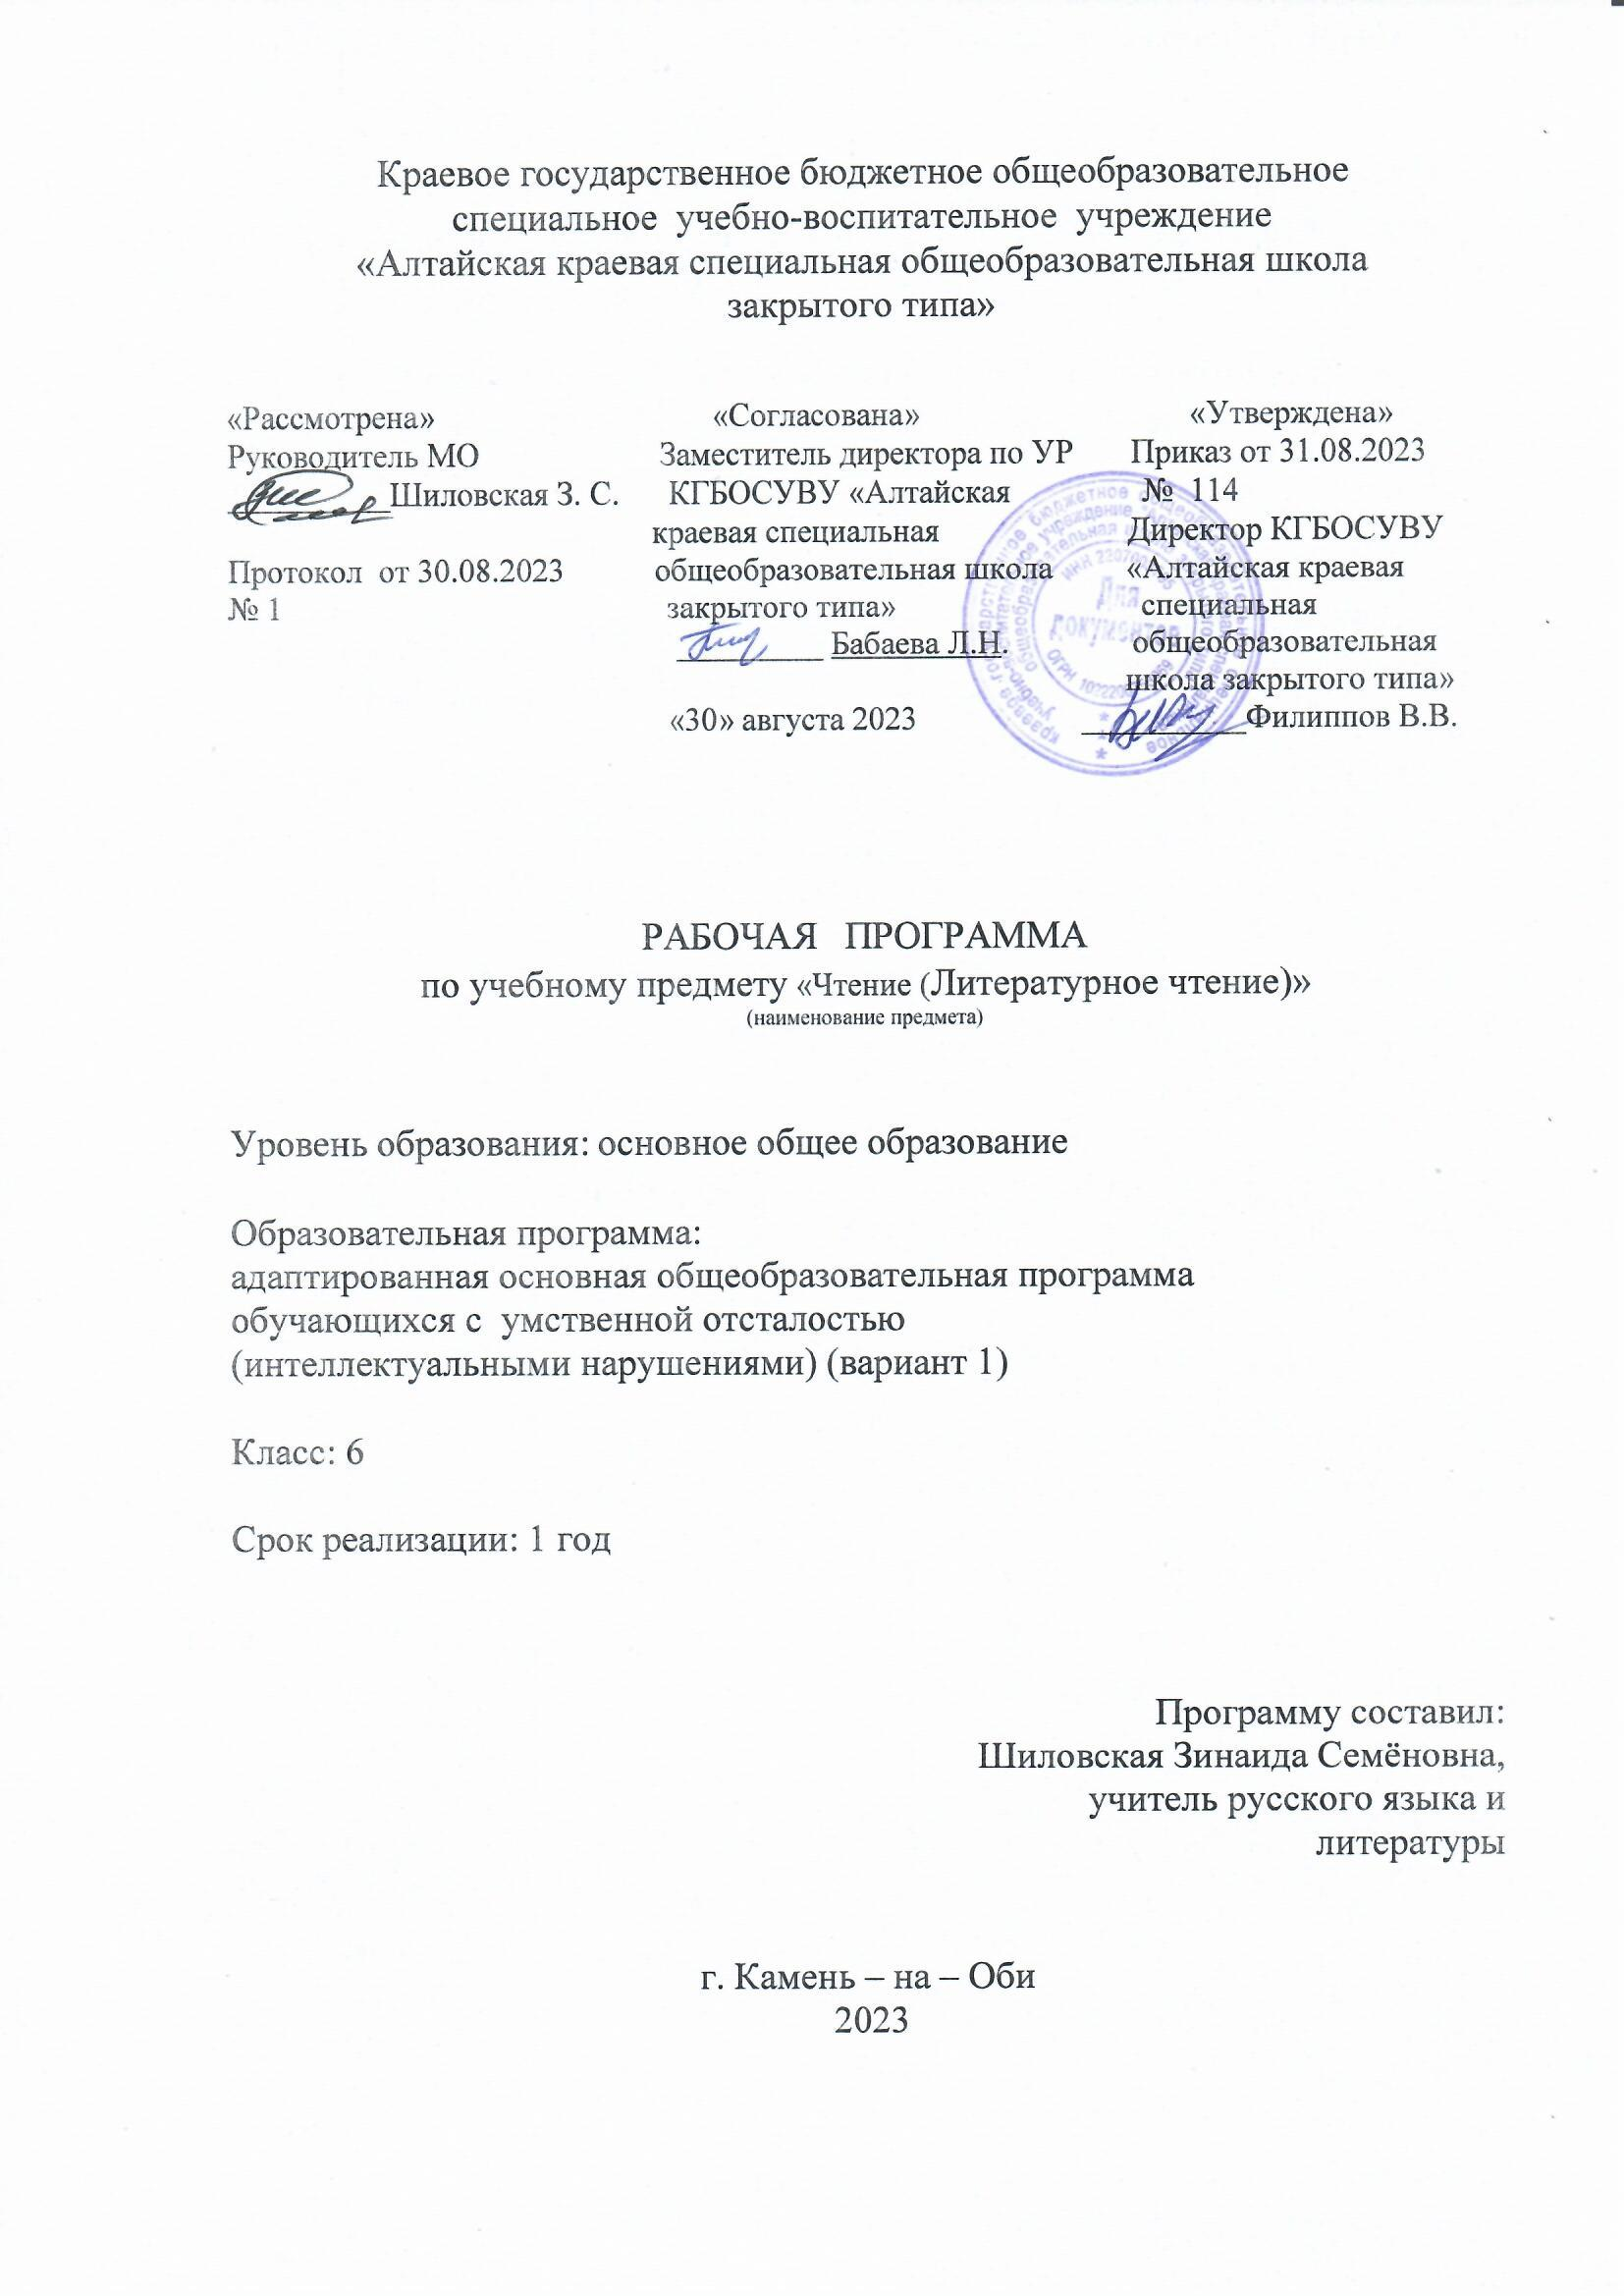 Краевое государственное бюджетное общеобразовательное
специальное учебно-воспитательное учреждение
«Алтайская краевая специальная общеобразовательная школа
закрытого типа»
«Рассмотрена»
Руководитель МО
Шиловская З. С.
Протокол от 30.08.2023
№ 1
«Согласована»
Заместитель директора по УР
КГБОСУВУ «Алтайская
краевая специальная
общеобразовательная школа
закрытого типа»
Бабаева Л.Н.
«30» августа 2023
«Утверждена»
Приказ от 31.08.2023
№ 114
Директор КГБОСУВУ
«Алтайская краевая
специальная
общеобразовательная
школа закрытого типа»
Филиппов В.В.
Для
документов
РАБОЧАЯ ПРОГРАММА
по учебному предмету «Чтение (Литературное чтение)»
(наименование предмета)
Уровень образования: основное общее образование
Образовательная программа:
адаптированная основная общеобразовательная программа
обучающихся с умственной отсталостью
(интеллектуальными нарушениями) (вариант 1)
Класс: 6
Срок реализации: 1 год
Программу составил:
Шиловская Зинаида Семёновна,
учитель русского языка и
литературы
г. Камень – на – Оби
2023